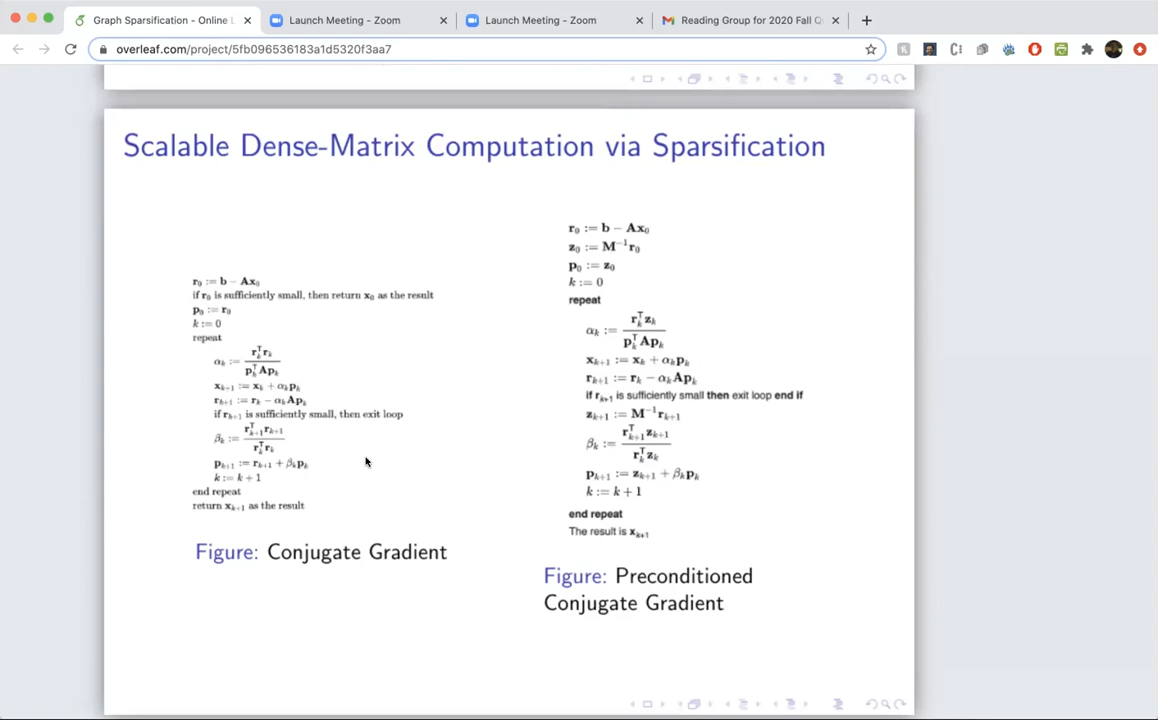 Graph Sparsification - Online L
Launch Meeting - Zoom
Launch Meeting - Zoom
Reading Group for 2020 Fall Q
overleaf.com/project/5fb096536183a1d5320f3aa7
Scalable Dense-Matrix Computation via Sparsification
r₀ := b − Ax₀
if r₀ is sufficiently small, then return x₀ as the result
p₀ := r₀
k := 0
repeat
αₖ := rₖᵀrₖ / pₖᵀApₖ
xₖ₊₁ := xₖ + αₖpₖ
rₖ₊₁ := rₖ − αₖApₖ
if rₖ₊₁ is sufficiently small, then exit loop
βₖ := rₖ₊₁ᵀrₖ₊₁ / rₖᵀrₖ
pₖ₊₁ := rₖ₊₁ + βₖpₖ
k := k + 1
end repeat
return xₖ₊₁ as the result
Figure: Conjugate Gradient
r₀ := b − Ax₀
z₀ := M⁻¹r₀
p₀ := z₀
k := 0
repeat
αₖ := rₖᵀzₖ / pₖᵀApₖ
xₖ₊₁ := xₖ + αₖpₖ
rₖ₊₁ := rₖ − αₖApₖ
if rₖ₊₁ is sufficiently small then exit loop end if
zₖ₊₁ := M⁻¹rₖ₊₁
βₖ := rₖ₊₁ᵀzₖ₊₁ / rₖᵀzₖ
pₖ₊₁ := zₖ₊₁ + βₖpₖ
k := k + 1
end repeat
The result is xₖ₊₁
Figure: Preconditioned
Conjugate Gradient